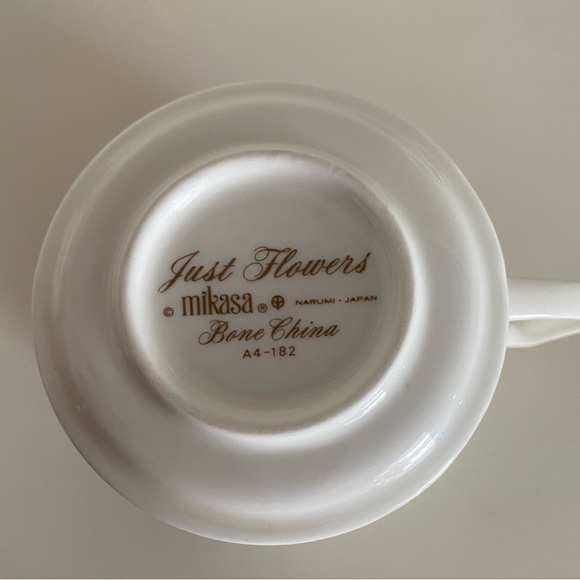 Just Flowers
© mikasa ® NARUMI - JAPAN
Bone China
A4-182